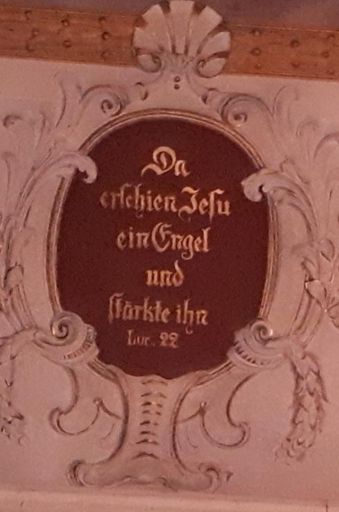 Da
erschien Jesu
ein Engel
und
stärkte ihn
Luc. 22